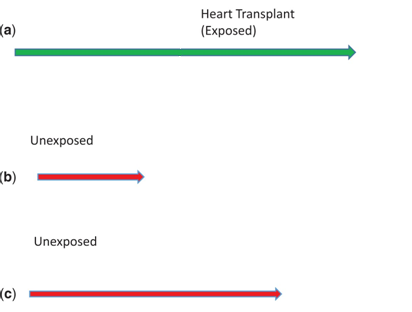 Heart Transplant
(a)
(Exposed)
Unexposed
(b)
Unexposed
(c)